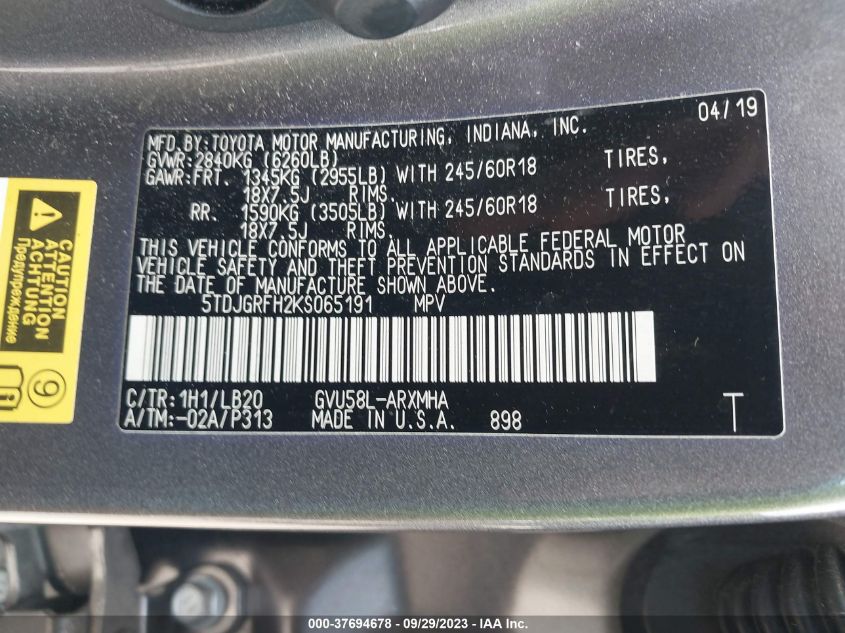 04/19
MFD.BY:TOYOTA MOTOR MANUFACTURING, INDIANA, INC.
GVWR:2840KG (6260LB)
GAWR:FRT. 1345KG (2955LB) WITH 245/60R18 TIRES,
18X7.5J RIMS.
RR. 1590KG (3505LB) WITH 245/60R18 TIRES,
18X7.5J RIMS.
THIS VEHICLE CONFORMS TO ALL APPLICABLE FEDERAL MOTOR
VEHICLE SAFETY AND THEFT PREVENTION STANDARDS IN EFFECT ON
THE DATE OF MANUFACTURE SHOWN ABOVE.
5TDJGRFH2KS065191 MPV
C/TR:1H1/LB20 GVU58L-ARXMHA
A/TM:-02A/P313 MADE IN U.S.A. 898
T
CAUTION
ATTENTION
ACHTUNG
Предупреждение
9
000-37694678 / 09/29/2023 - IAA Inc.